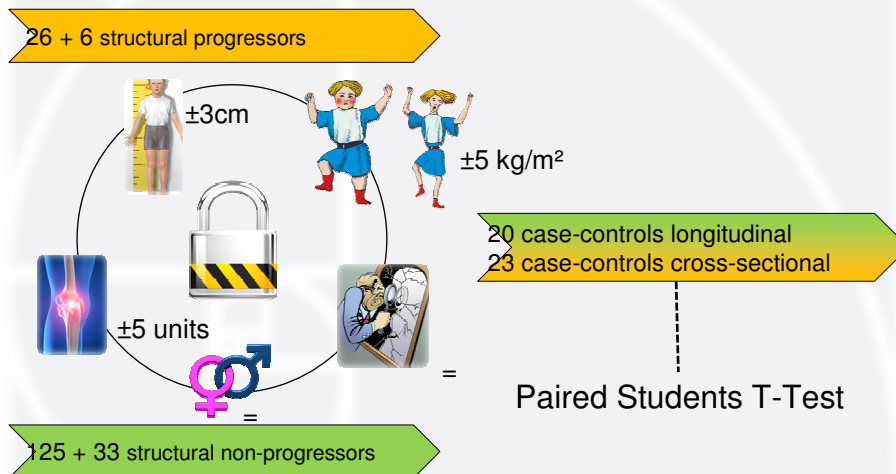 26 + 6 structural progressors
±3cm
±5 kg/m²
20 case-controls longitudinal
23 case-controls cross-sectional
±5 units
=
=
Paired Students T-Test
125 + 33 structural non-progressors